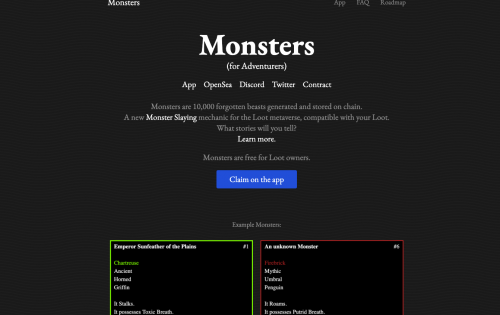 Monsters
App FAQ Roadmap
Monsters
(for Adventurers)
App OpenSea Discord Twitter Contract
Monsters are 10,000 forgotten beasts generated and stored on chain.
A new Monster Slaying mechanic for the Loot metaverse, compatible with your Loot.
What stories will you tell?
Learn more.
Monsters are free for Loot owners.
Claim on the app
Example Monsters:
Emperor Sunfeather of the Plains #1
Chartreuse
Ancient
Horned
Griffin
It Stalks.
It possesses Toxic Breath.
An unknown Monster #6
Firebrick
Mythic
Umbral
Penguin
It Roams.
It possesses Putrid Breath.